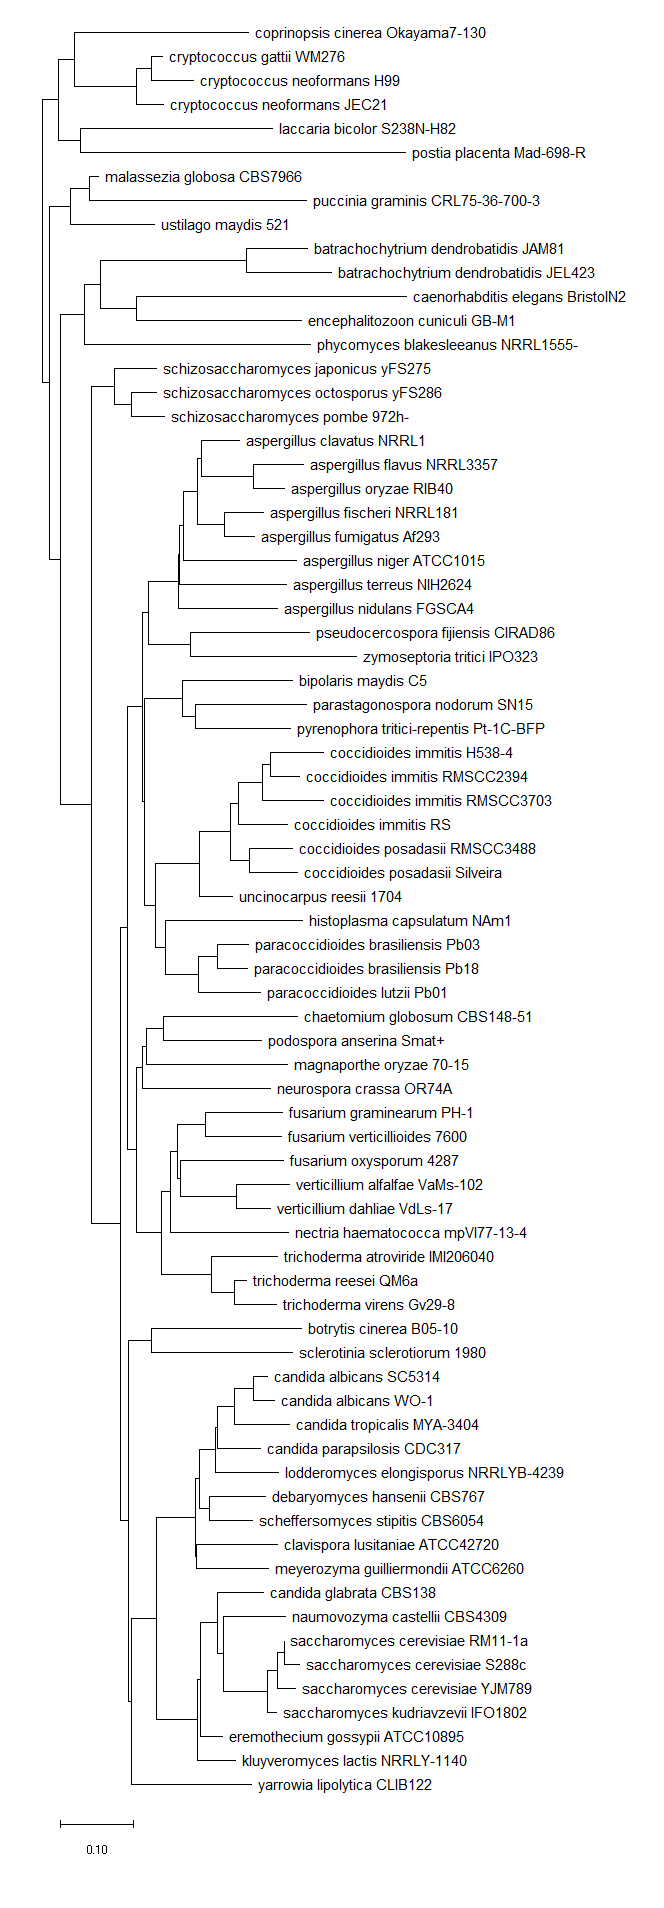 coprinopsis cinerea Okayama7-130
cryptococcus gattii WM276
cryptococcus neoformans H99
cryptococcus neoformans JEC21
laccaria bicolor S238N-H82
postia placenta Mad-698-R
malassezia globosa CBS7966
puccinia graminis CRL75-36-700-3
ustilago maydis 521
batrachochytrium dendrobatidis JAM81
batrachochytrium dendrobatidis JEL423
caenorhabditis elegans BristolN2
encephalitozoon cuniculi GB-M1
phycomyces blakesleeanus NRRL1555-
schizosaccharomyces japonicus yFS275
schizosaccharomyces octosporus yFS286
schizosaccharomyces pombe 972h-
aspergillus clavatus NRRL1
aspergillus flavus NRRL3357
aspergillus oryzae RIB40
aspergillus fischeri NRRL181
aspergillus fumigatus Af293
aspergillus niger ATCC1015
aspergillus terreus NIH2624
aspergillus nidulans FGSCA4
pseudocercospora fijiensis CIRAD86
zymoseptoria tritici IPO323
bipolaris maydis C5
parastagonospora nodorum SN15
pyrenophora tritici-repentis Pt-1C-BFP
coccidioides immitis H538-4
coccidioides immitis RMSCC2394
coccidioides immitis RMSCC3703
coccidioides immitis RS
coccidioides posadasii RMSCC3488
coccidioides posadasii Silveira
uncinocarpus reesii 1704
histoplasma capsulatum NAm1
paracoccidioides brasiliensis Pb03
paracoccidioides brasiliensis Pb18
paracoccidioides lutzii Pb01
chaetomium globosum CBS148-51
podospora anserina Smat+
magnaporthe oryzae 70-15
neurospora crassa OR74A
fusarium graminearum PH-1
fusarium verticillioides 7600
fusarium oxysporum 4287
verticillium alfalfae VaMs-102
verticillium dahliae VdLs-17
nectria haematococca mpVI77-13-4
trichoderma atroviride IMI206040
trichoderma reesei QM6a
trichoderma virens Gv29-8
botrytis cinerea B05-10
sclerotinia sclerotiorum 1980
candida albicans SC5314
candida albicans WO-1
candida tropicalis MYA-3404
candida parapsilosis CDC317
lodderomyces elongisporus NRRLYB-4239
debaryomyces hansenii CBS767
scheffersomyces stipitis CBS6054
clavispora lusitaniae ATCC42720
meyerozyma guilliermondii ATCC6260
candida glabrata CBS138
naumovozyma castellii CBS4309
saccharomyces cerevisiae RM11-1a
saccharomyces cerevisiae S288c
saccharomyces cerevisiae YJM789
saccharomyces kudriavzevii IFO1802
eremothecium gossypii ATCC10895
kluyveromyces lactis NRRLY-1140
yarrowia lipolytica CLIB122
0.10